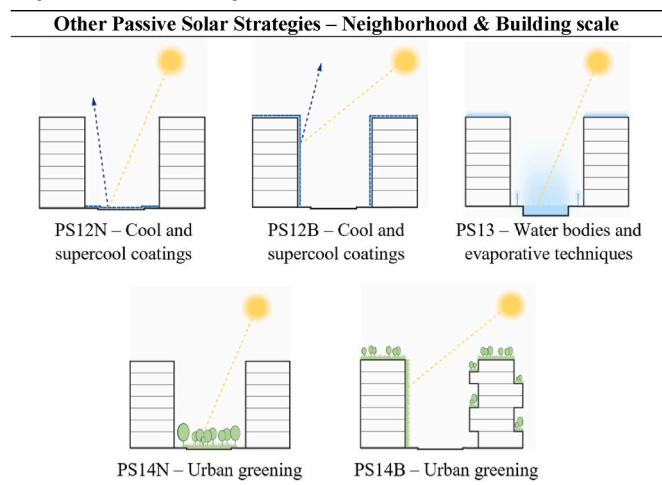 Other Passive Solar Strategies – Neighborhood & Building scale
PS12N – Cool and
supercool coatings
PS12B – Cool and
supercool coatings
PS13 – Water bodies and
evaporative techniques
PS14N – Urban greening
PS14B – Urban greening